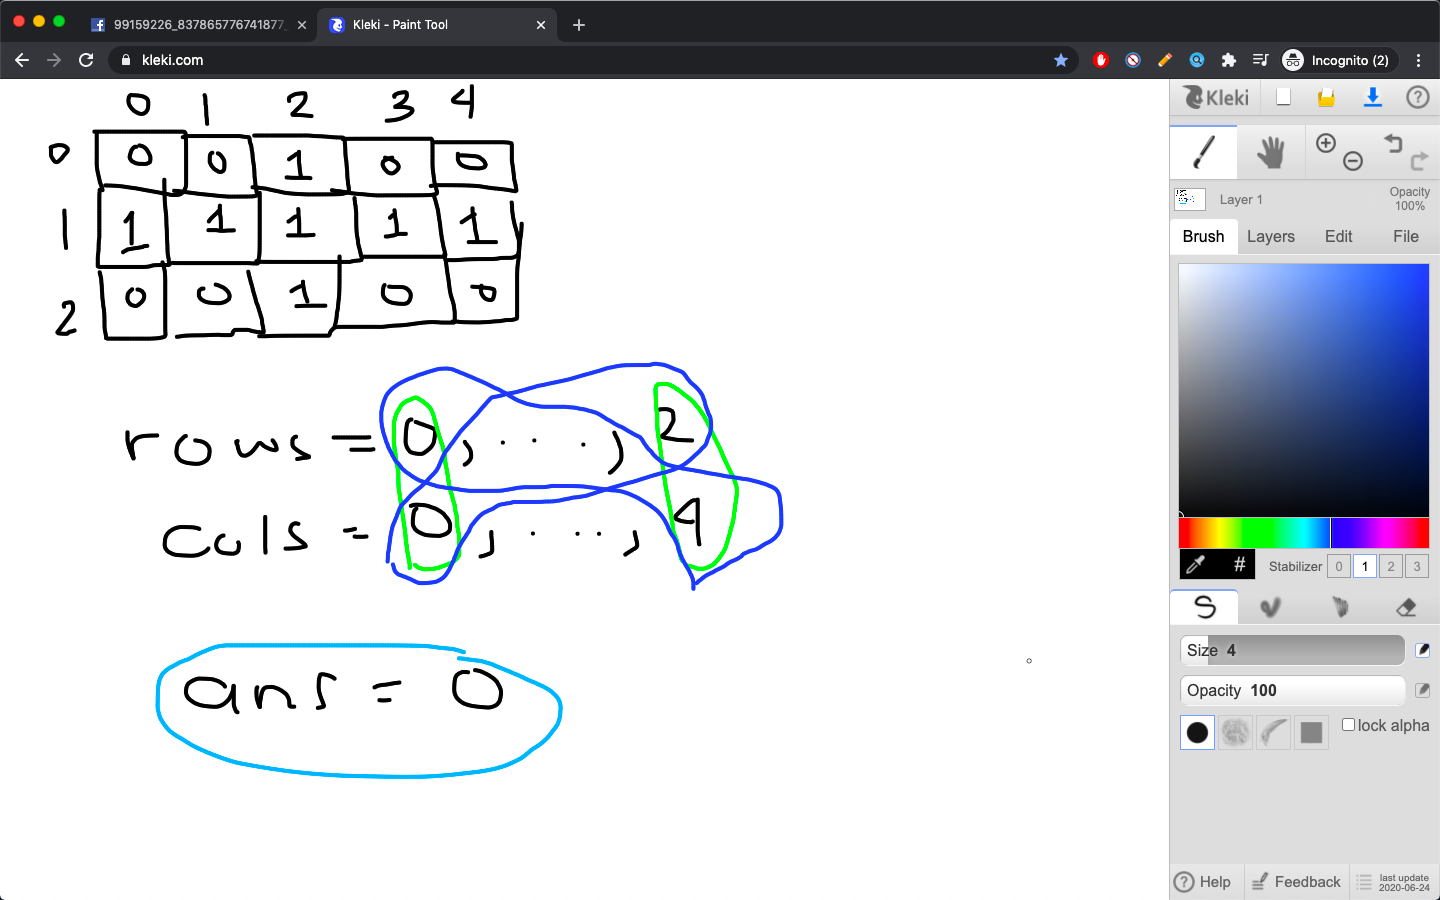 99159226_837865776741877_
Kleki - Paint Tool
kleki.com
Incognito (2)
0 1 2 3 4
0 0 0 1 0 0
1 1 1 1 1 1
2 0 0 1 0 0
rows = 0, ..., 2
cols = 0, ..., 4
ans = 0
Kleki
Layer 1
Opacity
100%
Brush Layers Edit File
# Stabilizer 0 1 2 3
Size 4
Opacity 100
lock alpha
Help Feedback last update
2020-06-24